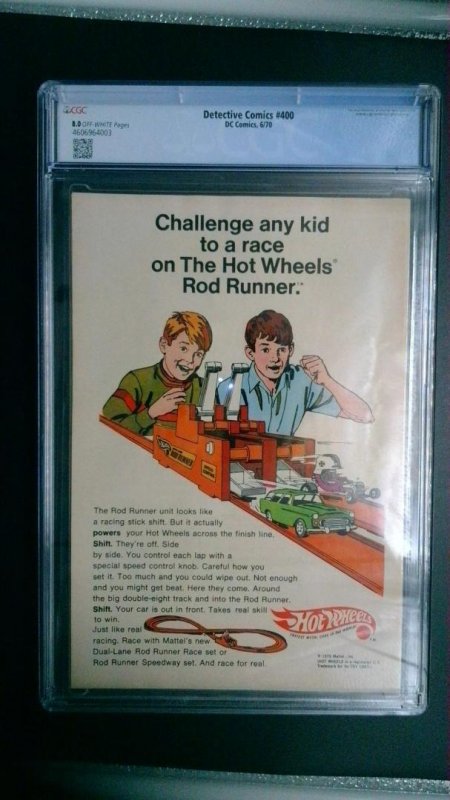 CGC
8.0 OFF-WHITE Pages
4606964003
Detective Comics #400
DC Comics, 6/70
Challenge any kid
to a race
on The Hot Wheels®
Rod Runner.™
ROD RUNNER
The Rod Runner unit looks like
a racing stick shift. But it actually
powers your Hot Wheels across the finish line.
Shift. They're off. Side
by side. You control each lap with a
special speed control knob. Careful how you
set it. Too much and you could wipe out. Not enough
and you might get beat. Here they come. Around
the big double-eight track and into the Rod Runner.
Shift. Your car is out in front. Takes real skill
to win.
Just like real
racing. Race with Mattel's new
Dual-Lane Rod Runner Race set or
Rod Runner Speedway set. And race for real.
HOT WHEELS
© 1970 Mattel, Inc.